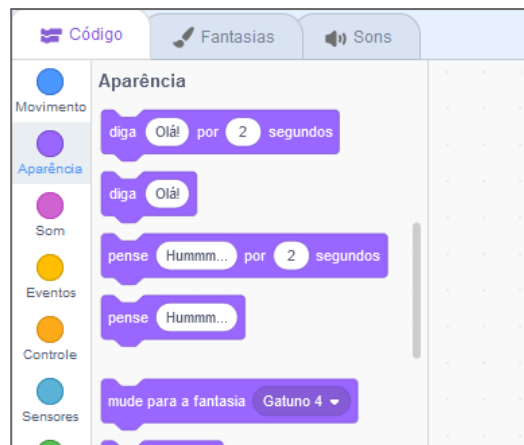 Código
Fantasias
Sons
Movimento
Aparência
Som
Eventos
Controle
Sensores
Aparência
diga Olá! por 2 segundos
diga Olá!
pense Hummm... por 2 segundos
pense Hummm...
mude para a fantasia Gatuno 4